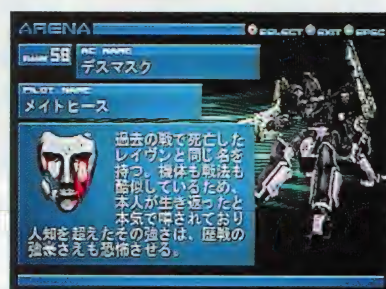 ARENA
SELECT EXIT SPEC
RANK 58
AC NAME
デスマスク
PILOT NAME
メイトヒース
過去の戦で死亡した
レイヴンと同じ名を
持つ。機体も戦法も
酷似しているため、
本人が生き返ったと
本気で噂されており
人知を超えたその強さは、歴戦の
強豪さえも恐怖させる。